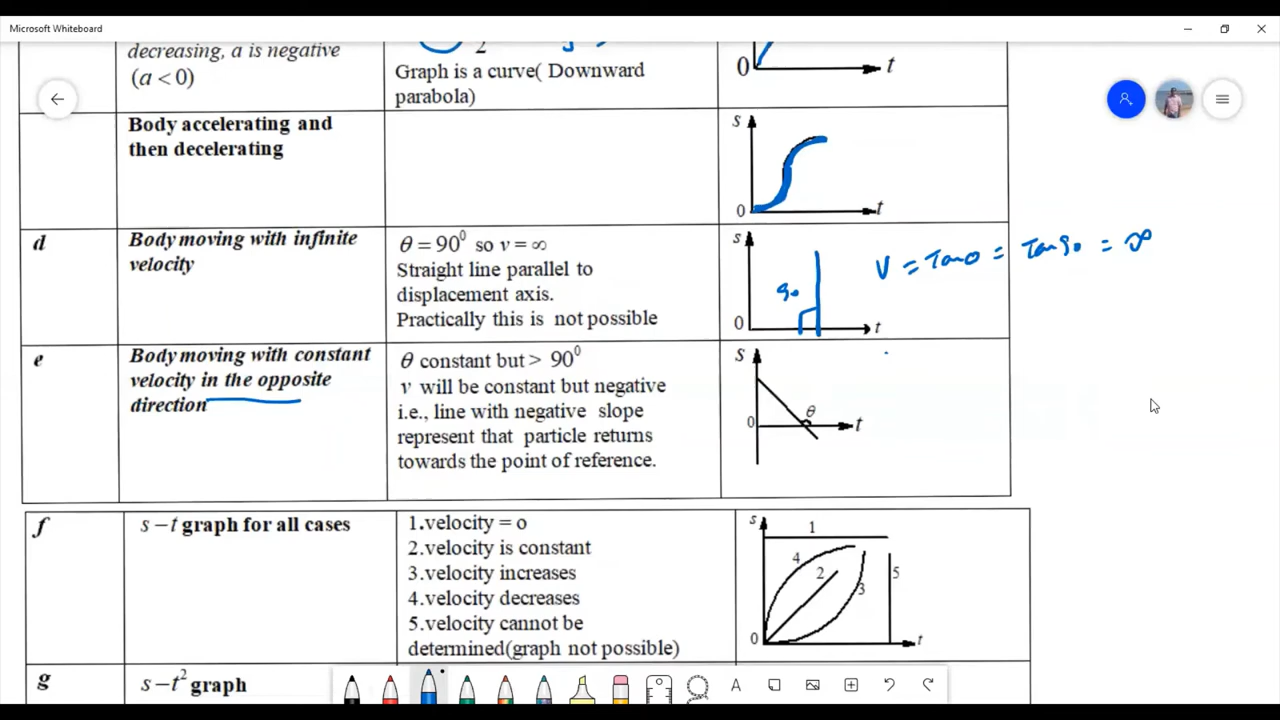 Microsoft Whiteboard
decreasing, a is negative
(a < 0)
2
Graph is a curve( Downward
parabola)
0
t
Body accelerating and
then decelerating
s
0
t
d
Body moving with infinite
velocity
θ = 90⁰ so v = ∞
Straight line parallel to
displacement axis.
Practically this is not possible
s
90
0
t
V = Tanθ = Tan90 = ∞
e
Body moving with constant
velocity in the opposite
direction
θ constant but > 90⁰
v will be constant but negative
i.e., line with negative slope
represent that particle returns
towards the point of reference.
s
θ
0
t
f
s – t graph for all cases
1.velocity = o
2.velocity is constant
3.velocity increases
4.velocity decreases
5.velocity cannot be
determined(graph not possible)
s
1
4
2
5
3
0
t
g
s – t² graph
A